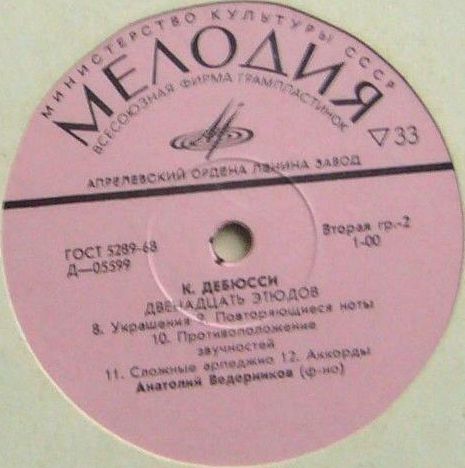 МИНИСТЕРСТВО КУЛЬТУРЫ СССР
МЕЛОДИЯ
ВСЕСОЮЗНАЯ ФИРМА ГРАМПЛАСТИНОК
▽33
АПРЕЛЕВСКИЙ ОРДЕНА ЛЕНИНА ЗАВОД
ГОСТ 5289-68
Д—05599
Вторая гр.-2
1-00
К. ДЕБЮССИ
ДВЕНАДЦАТЬ ЭТЮДОВ
8. Украшения 9. Повторяющиеся ноты
10. Противоположение
звучностей
11. Сложные арпеджио 12. Аккорды
Анатолий Ведерников (ф-но)